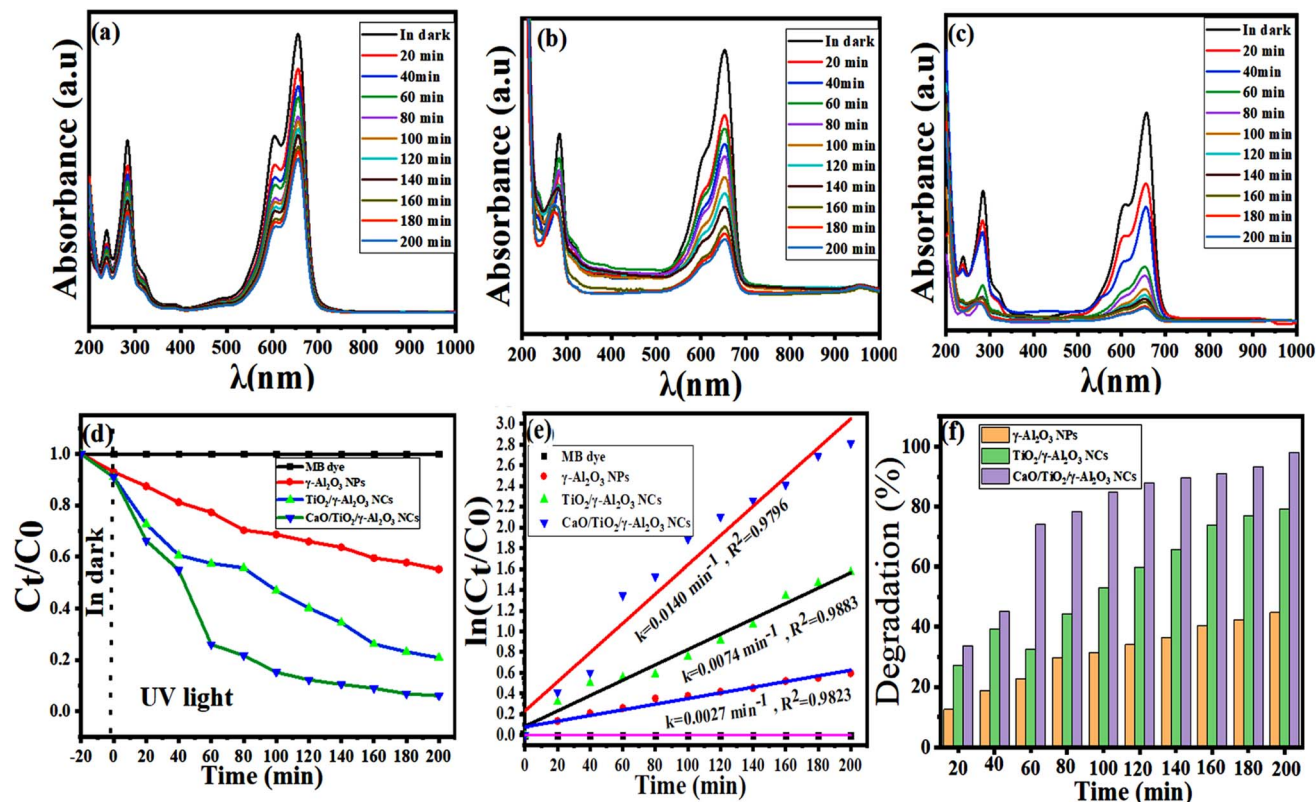 (a)
In dark
20 min
40min
60 min
80 min
100 min
120 min
140 min
160 min
180 min
200 min
Absorbance (a.u)
200 300 400 500 600 700 800 900 1000
λ(nm)
(b)
In dark
20 min
40min
60 min
80 min
100 min
120 min
140 min
160 min
180 min
200 min
Absorbance (a.u)
200 300 400 500 600 700 800 900 1000
λ(nm)
(c)
In dark
20 min
40 min
60 min
80 min
100 min
120 min
140 min
160 min
180 min
200 min
Absorbance (a.u)
200 300 400 500 600 700 800 900 1000
λ(nm)
(d)
MB dye
γ-Al₂O₃ NPs
TiO₂/γ-Al₂O₃ NCs
CaO/TiO₂/γ-Al₂O₃ NCs
1.0
0.8
0.6
0.4
0.2
0.0
Ct/C0
In dark
UV light
-20 0 20 40 60 80 100 120 140 160 180 200
Time (min)
(e)
MB dye
γ-Al₂O₃ NPs
TiO₂/γ-Al₂O₃ NCs
CaO/TiO₂/γ-Al₂O₃ NCs
3.0
2.8
2.6
2.4
2.2
2.0
1.8
1.6
1.4
1.2
1.0
0.8
0.6
0.4
0.2
0.0
ln(Ct/C0)
k=0.0140 min⁻¹ , R²=0.9796
k=0.0074 min⁻¹ , R²=0.9883
k=0.0027 min⁻¹ , R²=0.9823
0 20 40 60 80 100 120 140 160 180 200
Time (min)
(f)
γ-Al₂O₃ NPs
TiO₂/γ-Al₂O₃ NCs
CaO/TiO₂/γ-Al₂O₃ NCs
100
80
60
40
20
0
Degradation (%)
20 40 60 80 100 120 140 160 180 200
Time (min)